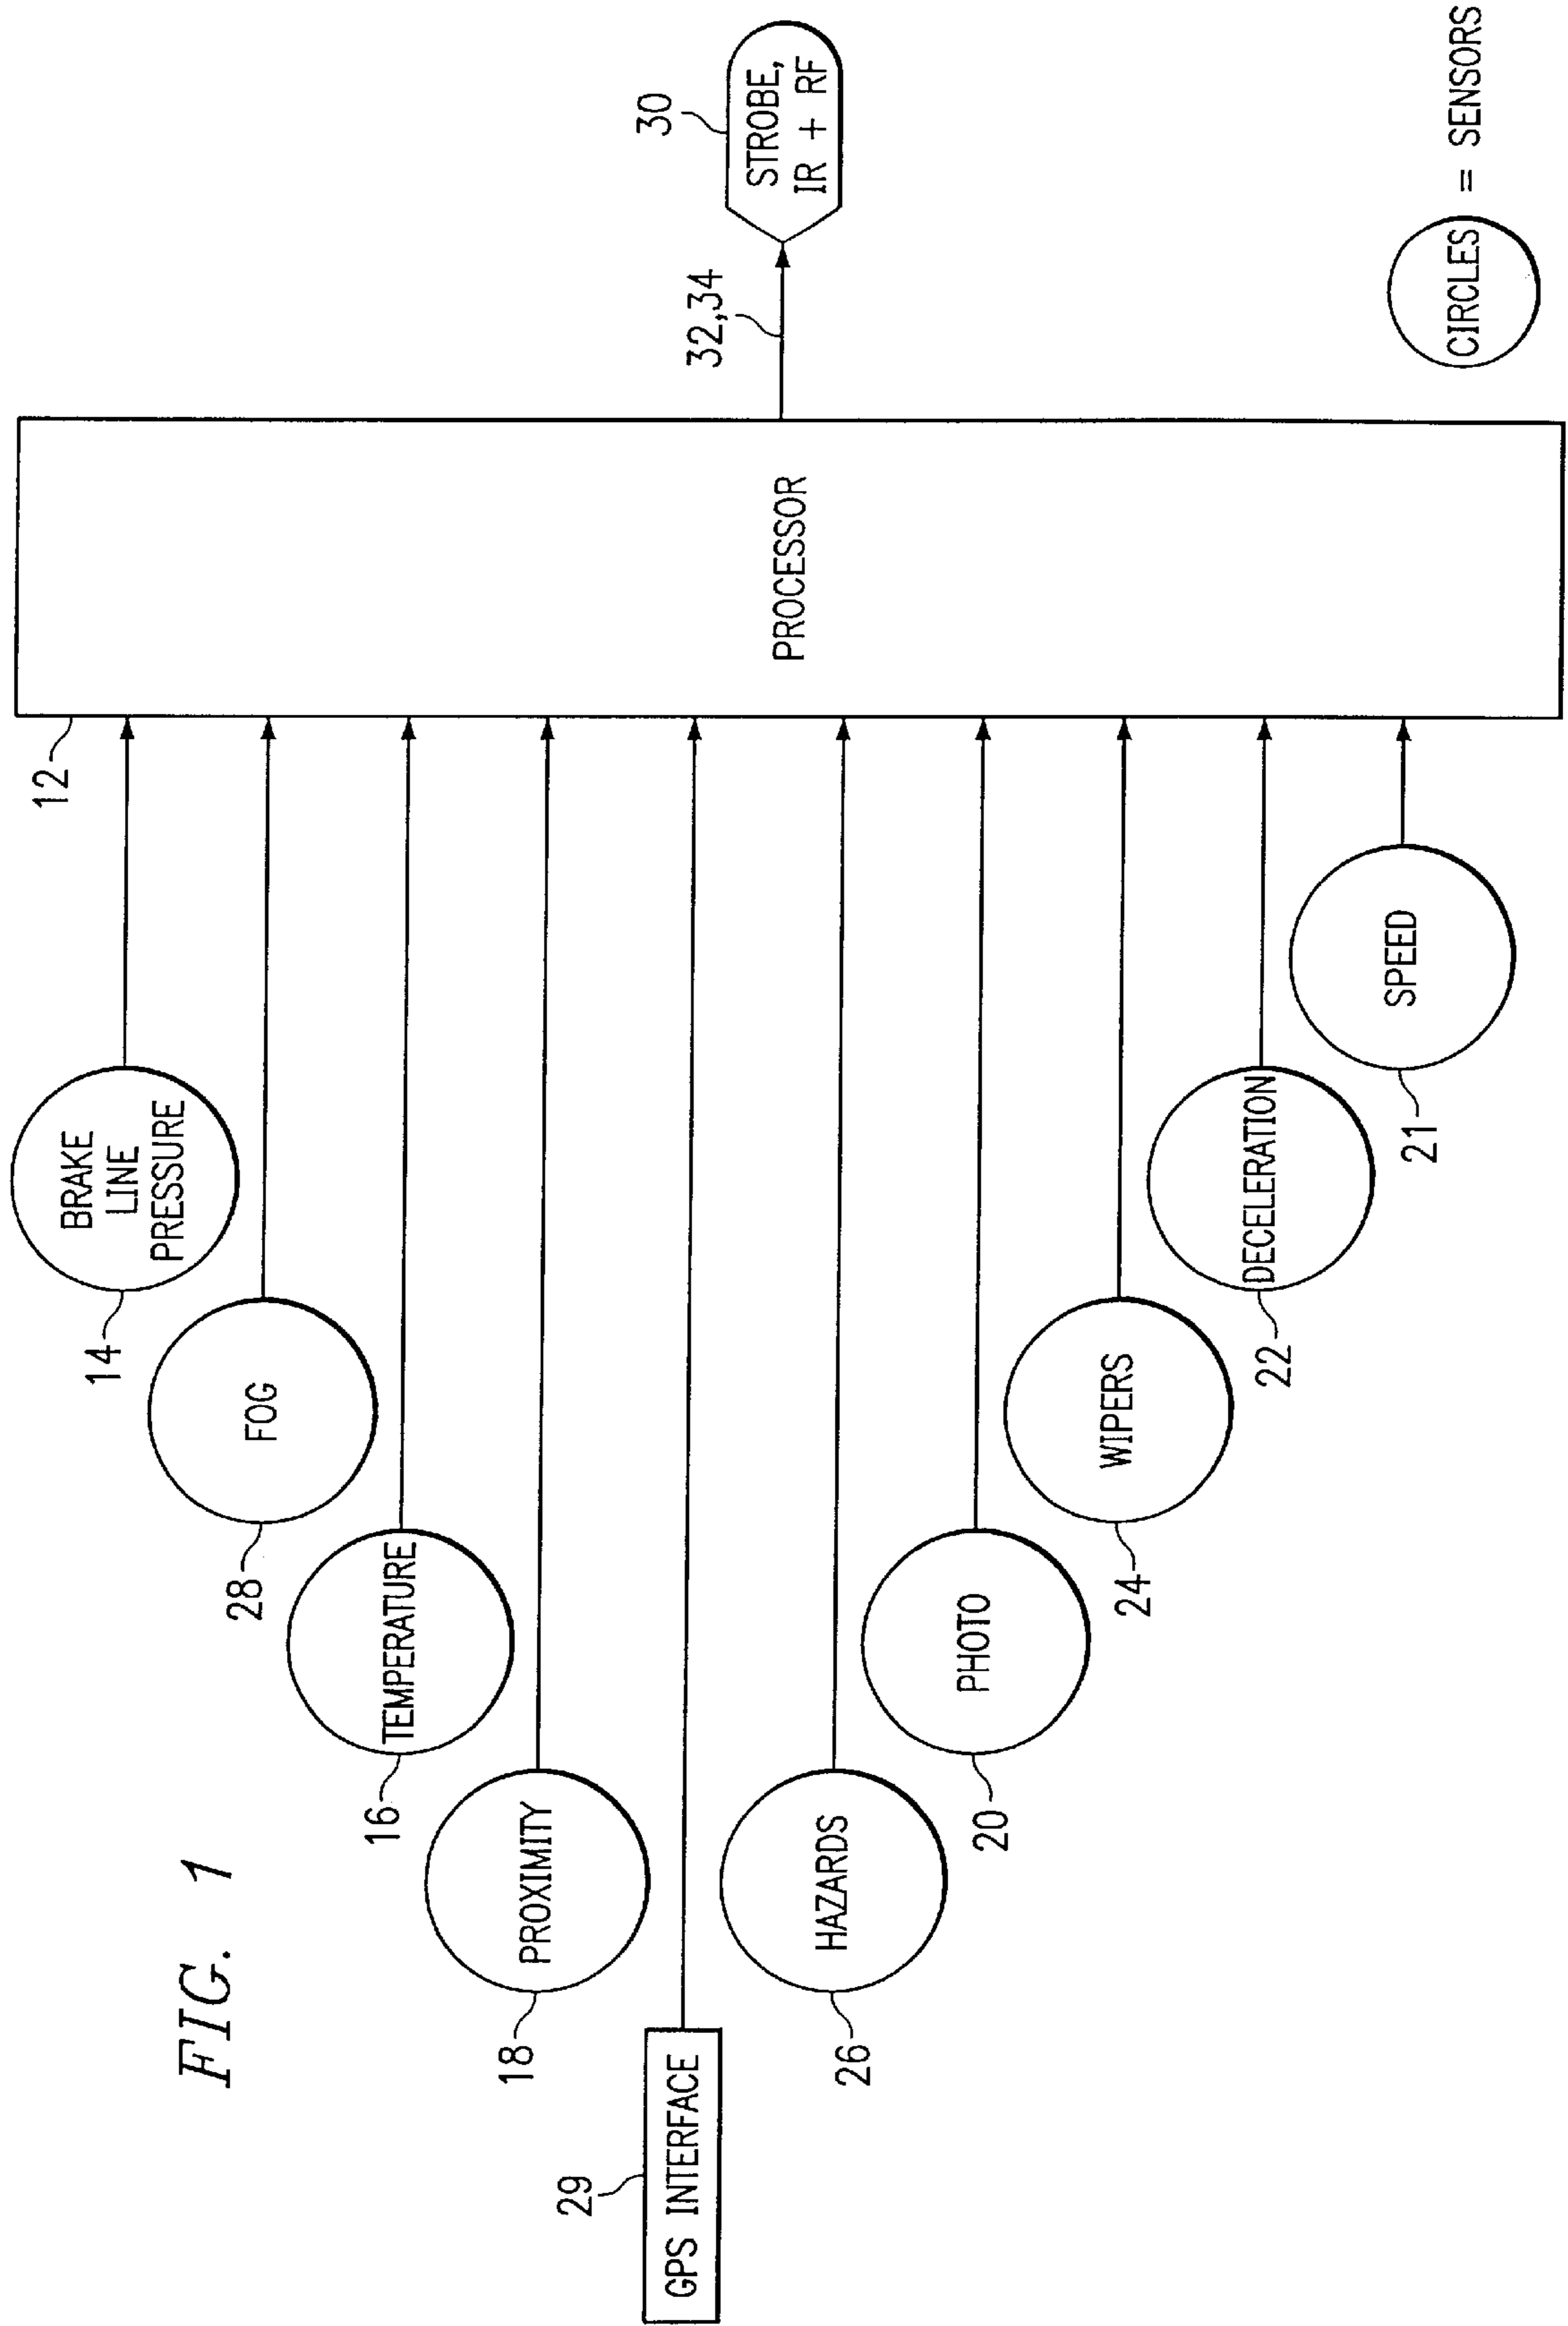 FIG. 1
12
PROCESSOR
14
BRAKE
LINE
PRESSURE
28
FOG
16
TEMPERATURE
18
PROXIMITY
29
GPS INTERFACE
26
HAZARDS
20
PHOTO
24
WIPERS
22
DECELERATION
21
SPEED
32,34
30
STROBE,
IR + RF
CIRCLES = SENSORS